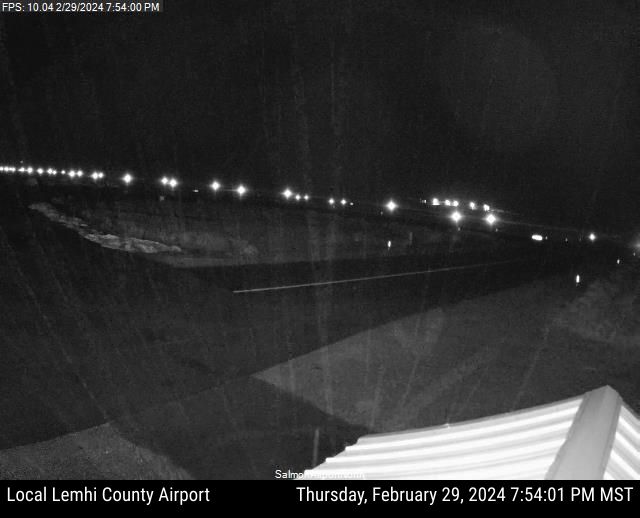 FPS: 10.04 2/29/2024 7:54:00 PM
Local Lemhi County Airport
Thursday, February 29, 2024 7:54:01 PM MST